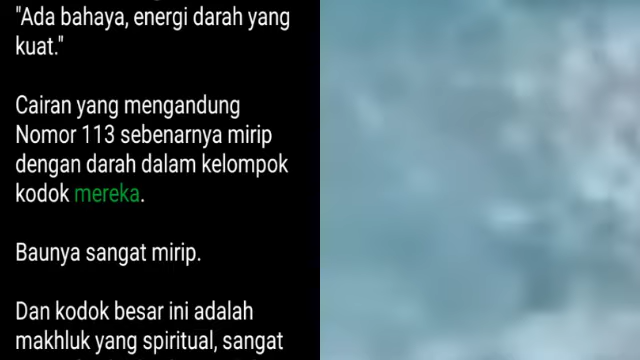 "Ada bahaya, energi darah yang
kuat."
Cairan yang mengandung
Nomor 113 sebenarnya mirip
dengan darah dalam kelompok
kodok mereka.
Baunya sangat mirip.
Dan kodok besar ini adalah
makhluk yang spiritual, sangat